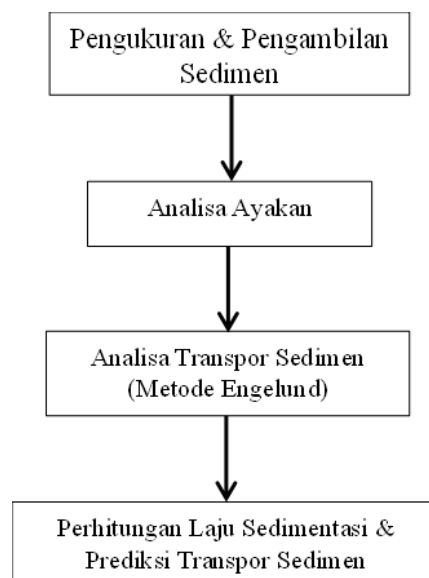 Pengukuran & Pengambilan
Sedimen
Analisa Ayakan
Analisa Transpor Sedimen
(Metode Engelund)
Perhitungan Laju Sedimentasi &
Prediksi Transpor Sedimen